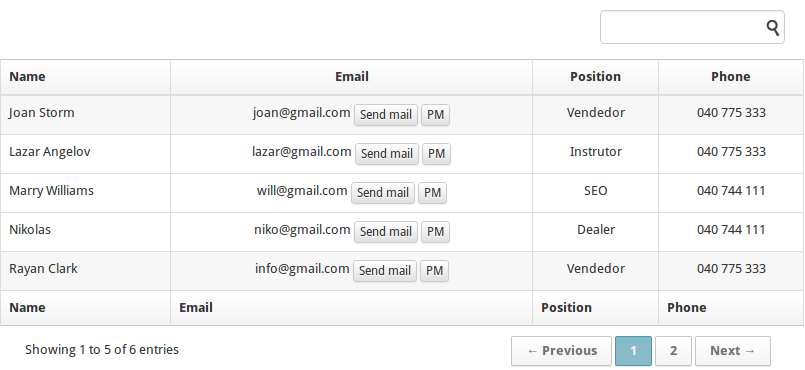 Name Email Position Phone
Joan Storm joan@gmail.com Send mail PM Vendedor 040 775 333
Lazar Angelov lazar@gmail.com Send mail PM Instrutor 040 775 333
Marry Williams will@gmail.com Send mail PM SEO 040 744 111
Nikolas niko@gmail.com Send mail PM Dealer 040 744 111
Rayan Clark info@gmail.com Send mail PM Vendedor 040 775 333
Name Email Position Phone
Showing 1 to 5 of 6 entries ← Previous 1 2 Next →